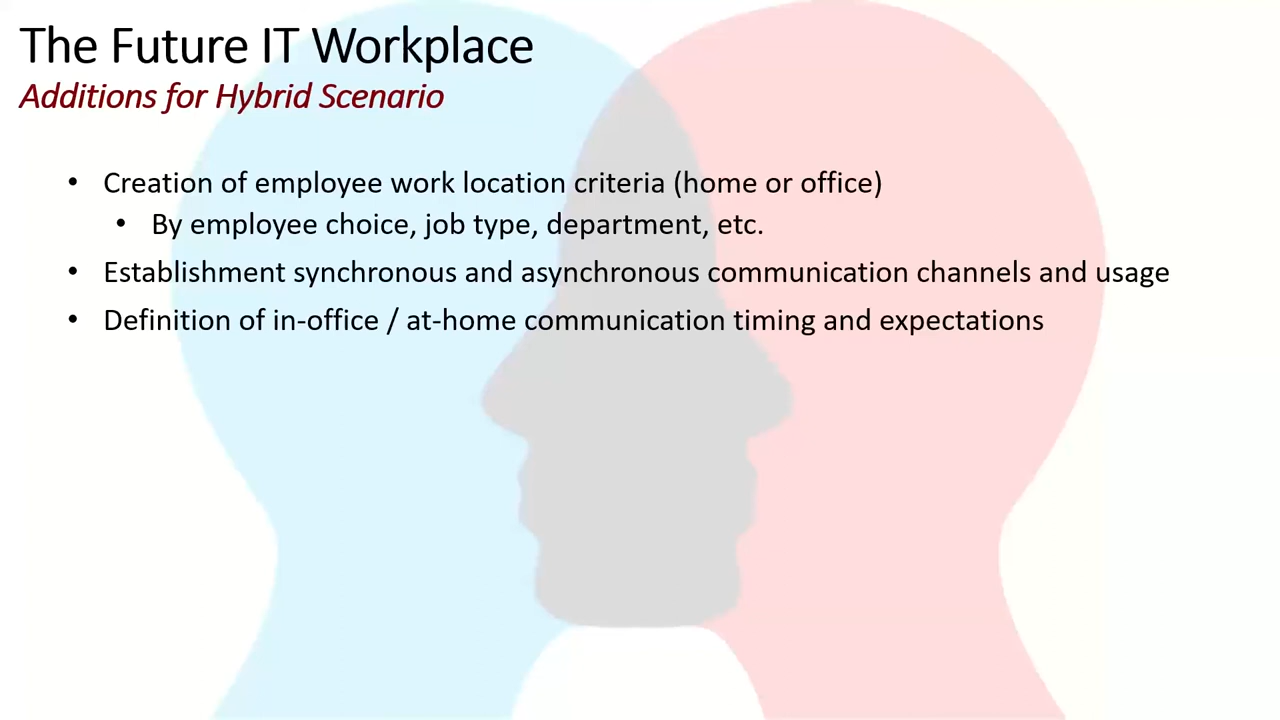 The Future IT Workplace
Additions for Hybrid Scenario
• Creation of employee work location criteria (home or office)
• By employee choice, job type, department, etc.
• Establishment synchronous and asynchronous communication channels and usage
• Definition of in-office / at-home communication timing and expectations